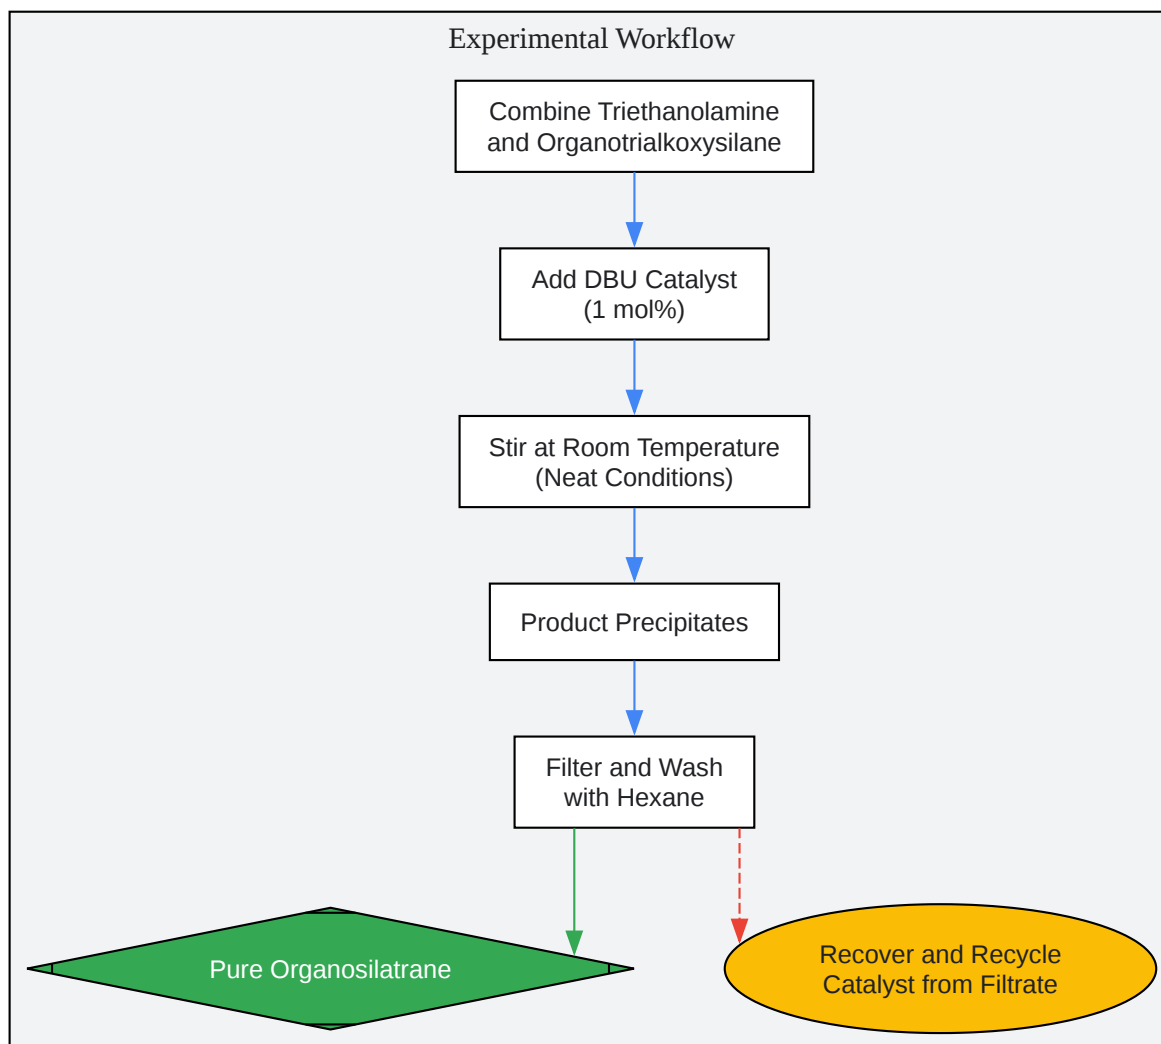 Experimental Workflow
Combine Triethanolamine
and Organotrialkoxysilane
Add DBU Catalyst
(1 mol%)
Stir at Room Temperature
(Neat Conditions)
Product Precipitates
Filter and Wash
with Hexane
Pure Organosilatrane
Recover and Recycle
Catalyst from Filtrate